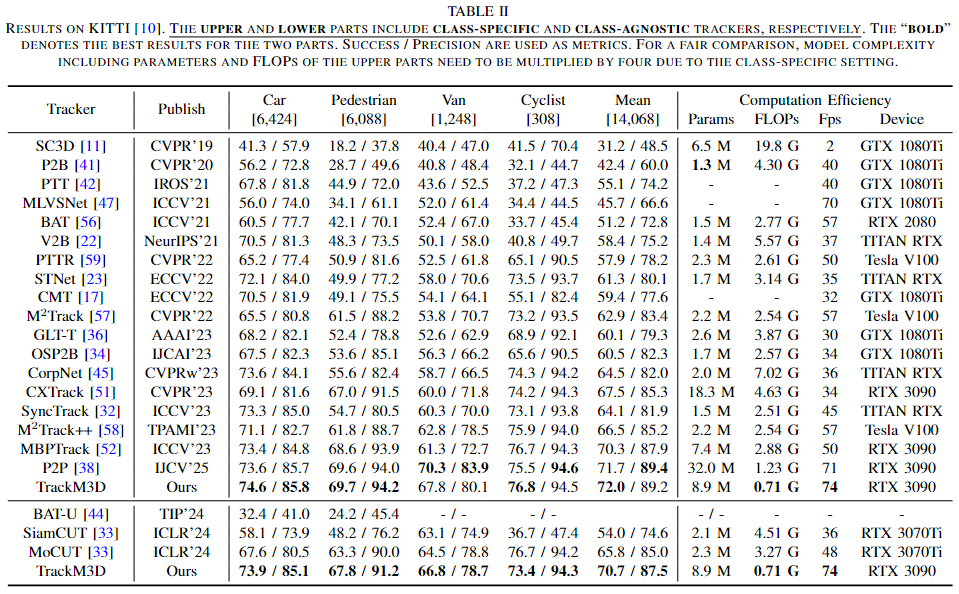 TABLE II
RESULTS ON KITTI [10]. THE UPPER AND LOWER PARTS INCLUDE CLASS-SPECIFIC AND CLASS-AGNOSTIC TRACKERS, RESPECTIVELY. THE “BOLD”
DENOTES THE BEST RESULTS FOR THE TWO PARTS. SUCCESS / PRECISION ARE USED AS METRICS. FOR A FAIR COMPARISON, MODEL COMPLEXITY
INCLUDING PARAMETERS AND FLOPS OF THE UPPER PARTS NEED TO BE MULTIPLIED BY FOUR DUE TO THE CLASS-SPECIFIC SETTING.
Tracker Publish Car Pedestrian Van Cyclist Mean Computation Efficiency
[6,424] [6,088] [1,248] [308] [14,068] Params FLOPs Fps Device
SC3D [11] CVPR’19 41.3 / 57.9 18.2 / 37.8 40.4 / 47.0 41.5 / 70.4 31.2 / 48.5 6.5 M 19.8 G 2 GTX 1080Ti
P2B [41] CVPR’20 56.2 / 72.8 28.7 / 49.6 40.8 / 48.4 32.1 / 44.7 42.4 / 60.0 1.3 M 4.30 G 40 GTX 1080Ti
PTT [42] IROS’21 67.8 / 81.8 44.9 / 72.0 43.6 / 52.5 37.2 / 47.3 55.1 / 74.2 - - 40 GTX 1080Ti
MLVSNet [47] ICCV’21 56.0 / 74.0 34.1 / 61.1 52.0 / 61.4 34.4 / 44.5 45.7 / 66.6 - - 70 GTX 1080Ti
BAT [56] ICCV’21 60.5 / 77.7 42.1 / 70.1 52.4 / 67.0 33.7 / 45.4 51.2 / 72.8 1.5 M 2.77 G 57 RTX 2080
V2B [22] NeurIPS’21 70.5 / 81.3 48.3 / 73.5 50.1 / 58.0 40.8 / 49.7 58.4 / 75.2 1.4 M 5.57 G 37 TITAN RTX
PTTR [59] CVPR’22 65.2 / 77.4 50.9 / 81.6 52.5 / 61.8 65.1 / 90.5 57.9 / 78.2 2.3 M 2.61 G 50 Tesla V100
STNet [23] ECCV’22 72.1 / 84.0 49.9 / 77.2 58.0 / 70.6 73.5 / 93.7 61.3 / 80.1 1.7 M 3.14 G 35 TITAN RTX
CMT [17] ECCV’22 70.5 / 81.9 49.1 / 75.5 54.1 / 64.1 55.1 / 82.4 59.4 / 77.6 - - 32 GTX 1080Ti
M²Track [57] CVPR’22 65.5 / 80.8 61.5 / 88.2 53.8 / 70.7 73.2 / 93.5 62.9 / 83.4 2.2 M 2.54 G 57 Tesla V100
GLT-T [36] AAAI’23 68.2 / 82.1 52.4 / 78.8 52.6 / 62.9 68.9 / 92.1 60.1 / 79.3 2.6 M 3.87 G 30 GTX 1080Ti
OSP2B [34] IJCAI’23 67.5 / 82.3 53.6 / 85.1 56.3 / 66.2 65.6 / 90.5 60.5 / 82.3 1.7 M 2.57 G 34 GTX 1080Ti
CorpNet [45] CVPRw’23 73.6 / 84.1 55.6 / 82.4 58.7 / 66.5 74.3 / 94.2 64.5 / 82.0 1.7 M 7.02 G 36 TITAN RTX
CXTrack [51] CVPR’23 69.1 / 81.6 67.0 / 91.5 60.0 / 71.8 74.2 / 94.3 67.5 / 85.3 18.3 M 4.63 G 34 RTX 3090
SyncTrack [32] ICCV’23 73.3 / 85.0 54.7 / 80.5 60.3 / 70.0 73.1 / 93.8 64.1 / 81.9 1.5 M 2.51 G 45 TITAN RTX
M²Track++ [58] TPAMI’23 71.1 / 82.7 61.8 / 88.7 62.8 / 78.5 75.9 / 94.0 66.5 / 85.2 2.2 M 2.54 G 57 Tesla V100
MBPTrack [52] ICCV’23 73.4 / 84.8 68.6 / 93.9 61.3 / 72.7 76.7 / 94.3 70.3 / 87.9 7.4 M 2.88 G 50 RTX 3090
P2P [38] IJCV’25 73.6 / 85.7 69.6 / 94.0 70.3 / 83.9 75.5 / 94.6 71.7 / 89.4 32.0 M 1.23 G 71 RTX 3090
TrackM3D Ours 74.6 / 85.8 69.7 / 94.2 67.8 / 80.1 76.8 / 94.5 72.0 / 89.2 8.9 M 0.71 G 74 RTX 3090
BAT-U [44] TIP’24 32.4 / 41.0 24.2 / 45.4 - / - - / - - / - - -
SiamCUT [33] ICLR’24 58.1 / 73.9 48.2 / 76.2 63.1 / 74.9 36.7 / 47.4 54.0 / 74.6 2.1 M 4.51 G 36 RTX 3070Ti
MoCUT [33] ICLR’24 67.6 / 80.5 63.3 / 90.0 64.5 / 78.8 76.7 / 94.2 65.8 / 85.0 2.3 M 3.27 G 48 RTX 3070Ti
TrackM3D Ours 73.9 / 85.1 67.8 / 91.2 66.8 / 78.7 73.4 / 94.3 70.7 / 87.5 8.9 M 0.71 G 74 RTX 3090